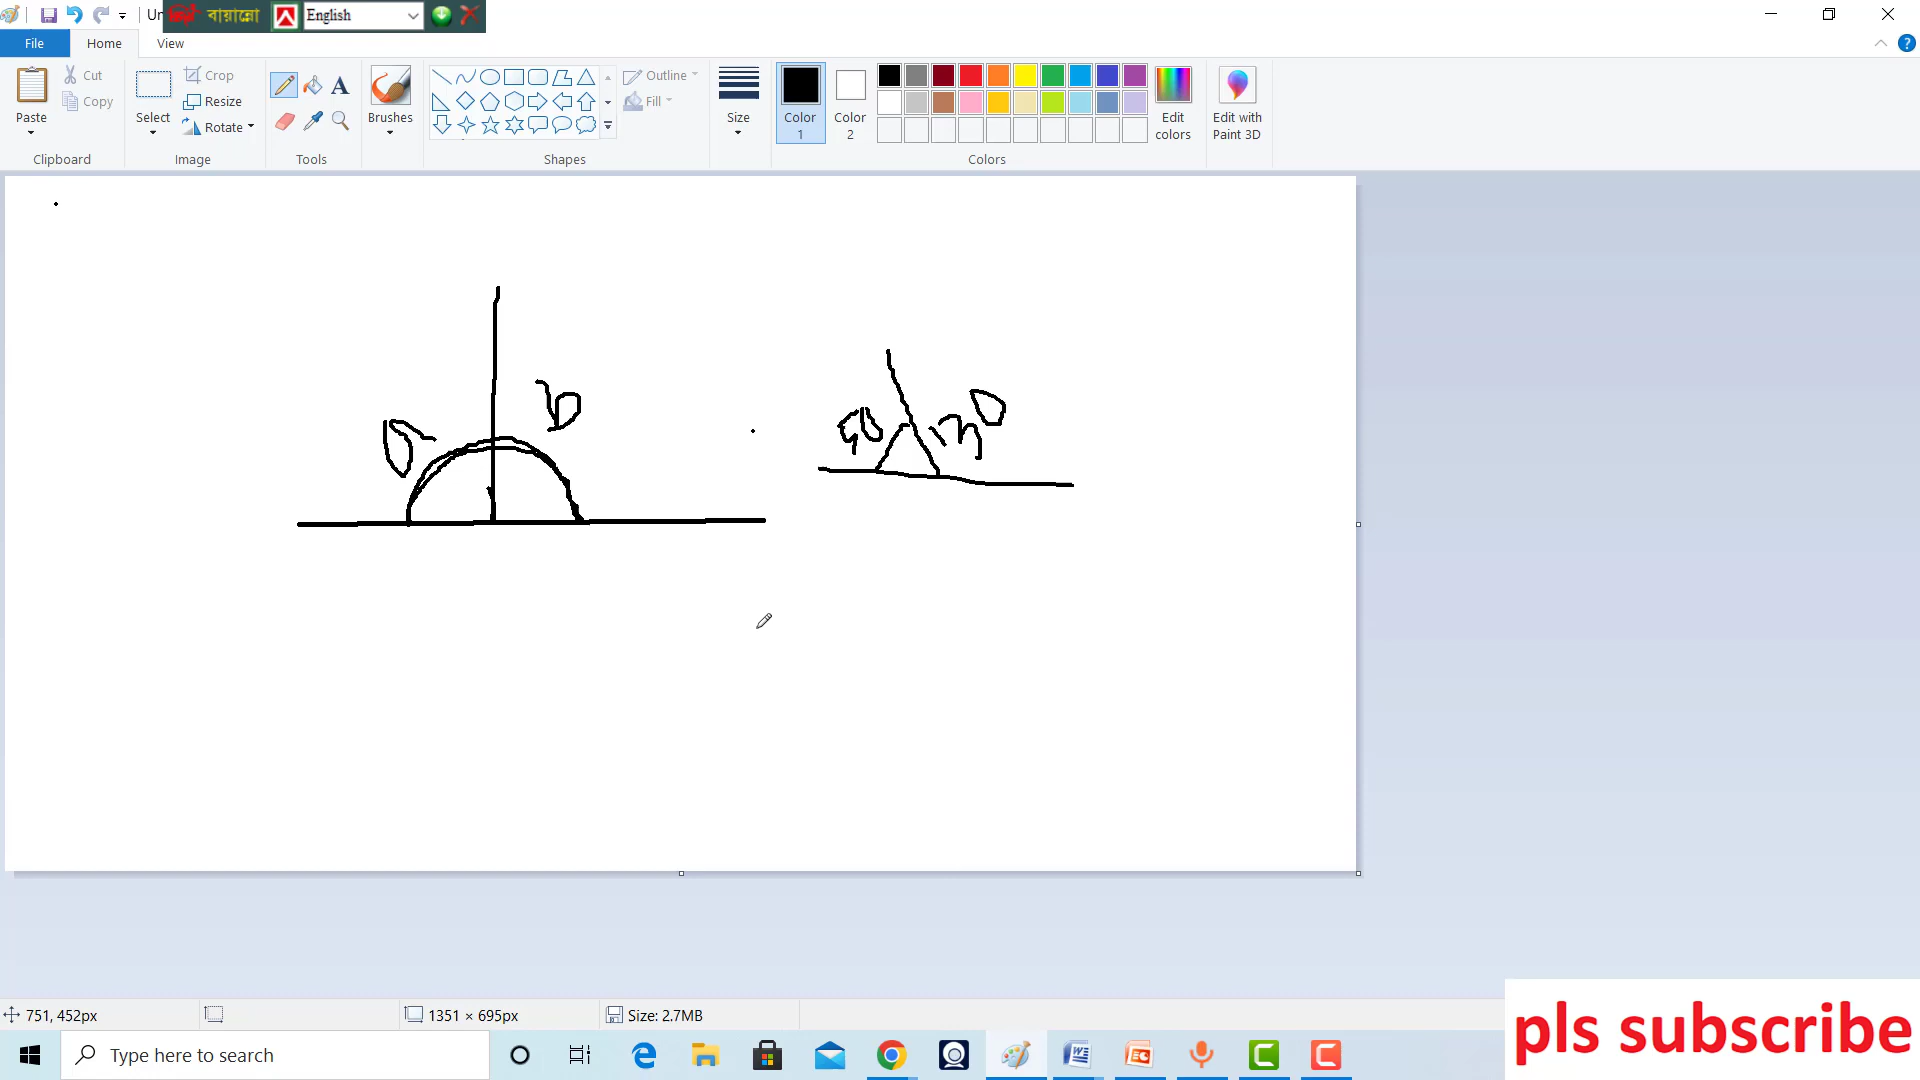 Un বায়ান্নো English
File Home View
Paste Cut Copy Clipboard
Select Crop Resize Rotate Image
Tools
Brushes
Outline Fill Shapes
Size
Color 1 Color 2 Edit colors Colors
Edit with Paint 3D
751, 452px 1351 × 695px Size: 2.7MB
pls subscribe
Type here to search